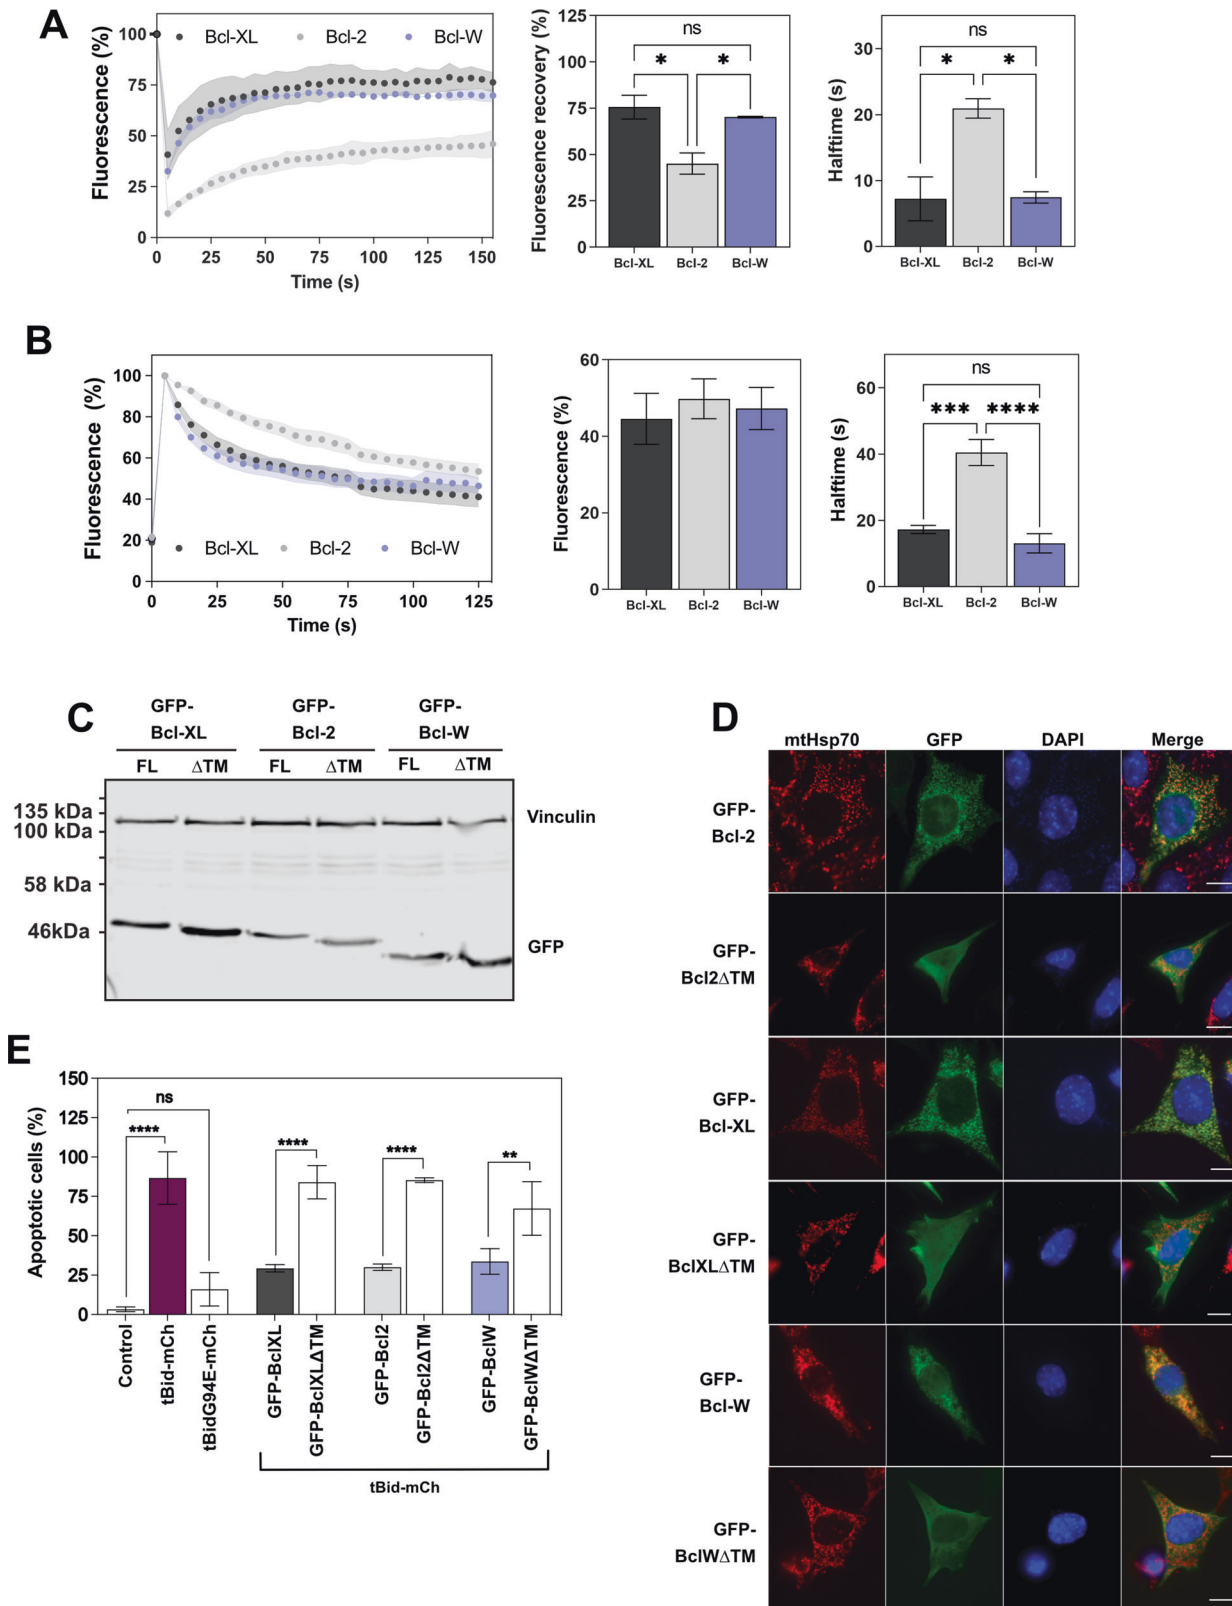 A
Fluorescence (%)
100
75
50
25
0
Bcl-XL Bcl-2 Bcl-W
0 25 50 75 100 125 150
Time (s)
Fluorescence recovery (%)
125
100
75
50
25
0
ns
* *
Bcl-XL Bcl-2 Bcl-W
Halftime (s)
30
20
10
0
ns
* *
Bcl-XL Bcl-2 Bcl-W
B
Fluorescence (%)
100
80
60
40
20
0
Bcl-XL Bcl-2 Bcl-W
0 25 50 75 100 125
Time (s)
Fluorescence (%)
60
40
20
0
Bcl-XL Bcl-2 Bcl-W
Halftime (s)
60
40
20
0
ns
*** ****
Bcl-XL Bcl-2 Bcl-W
C
GFP- GFP- GFP-
Bcl-XL Bcl-2 Bcl-W
FL ΔTM FL ΔTM FL ΔTM
135 kDa
100 kDa
58 kDa
46kDa
Vinculin
GFP
D
mtHsp70 GFP DAPI Merge
GFP-
Bcl-2
GFP-
Bcl2ΔTM
GFP-
Bcl-XL
GFP-
BclXLΔTM
GFP-
Bcl-W
GFP-
BclWΔTM
E
Apoptotic cells (%)
150
125
100
75
50
25
0
ns
****
****
****
**
Control
tBid-mCh
tBidG94E-mCh
GFP-BclXL
GFP-BclXLΔTM
GFP-Bcl2
GFP-Bcl2ΔTM
GFP-BclW
GFP-BclWΔTM
tBid-mCh